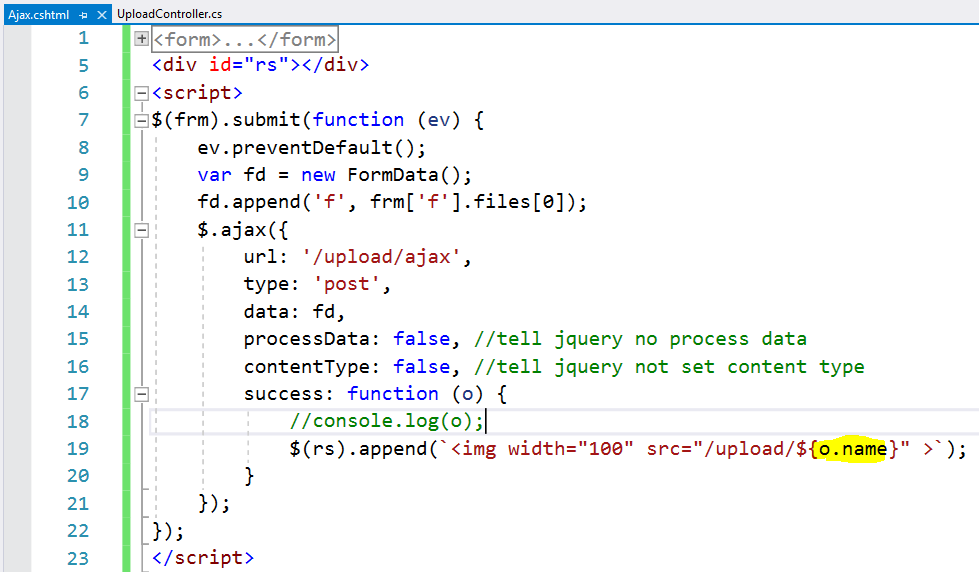 Ajax.cshtml UploadController.cs
1 <form>...</form>
5 <div id="rs"></div>
6 <script>
7 $(frm).submit(function (ev) {
8 ev.preventDefault();
9 var fd = new FormData();
10 fd.append('f', frm['f'].files[0]);
11 $.ajax({
12 url: '/upload/ajax',
13 type: 'post',
14 data: fd,
15 processData: false, //tell jquery no process data
16 contentType: false, //tell jquery not set content type
17 success: function (o) {
18 //console.log(o);
19 $(rs).append(`<img width="100" src="/upload/${o.name}" >`);
20 }
21 });
22 });
23 </script>